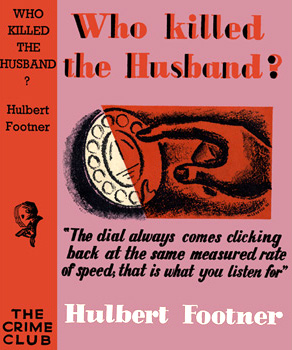 WHO
KILLED
THE
HUSBAND
?
Hulbert
Footner
THE
CRIME
CLUB
Who killed
the Husband?
"The dial always comes clicking
back at the same measured rate
of speed, that is what you listen for"
Hulbert Footner